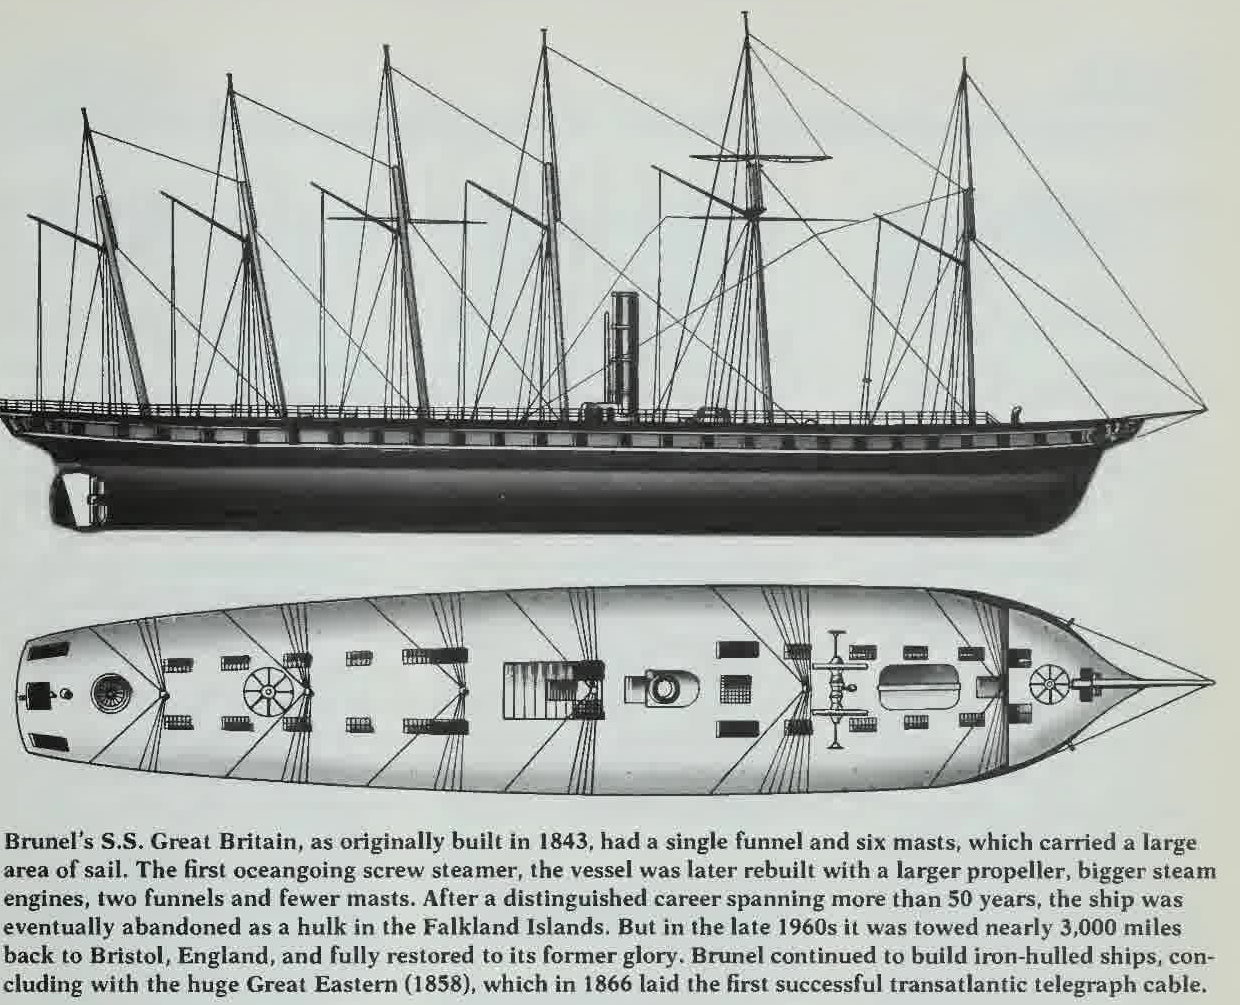 Brunel's S.S. Great Britain, as originally built in 1843, had a single funnel and six masts, which carried a large
area of sail. The first oceangoing screw steamer, the vessel was later rebuilt with a larger propeller, bigger steam
engines, two funnels and fewer masts. After a distinguished career spanning more than 50 years, the ship was
eventually abandoned as a hulk in the Falkland Islands. But in the late 1960s it was towed nearly 3,000 miles
back to Bristol, England, and fully restored to its former glory. Brunel continued to build iron-hulled ships, con-
cluding with the huge Great Eastern (1858), which in 1866 laid the first successful transatlantic telegraph cable.